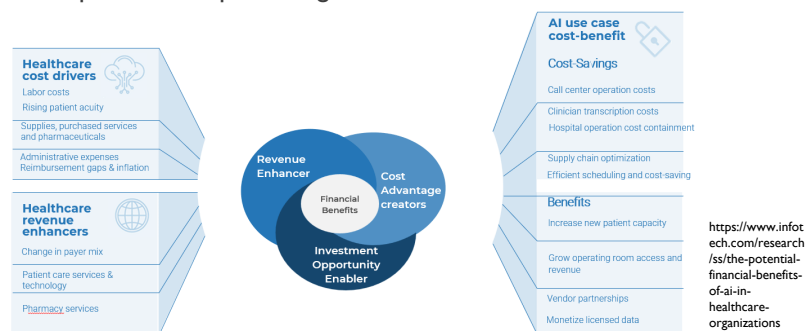 Healthcare
cost drivers
Labor costs
Rising patient acuity
Supplies, purchased services
and pharmaceuticals
Administrative expenses
Reimbursement gaps & inflation
Healthcare
revenue
enhancers
Change in payer mix
Patient care services &
technology
Pharmacy services
Revenue
Enhancer
Cost
Advantage
creators
Financial
Benefits
Investment
Opportunity
Enabler
AI use case
cost-benefit
Cost-Savings
Call center operation costs
Clinician transcription costs
Hospital operation cost containment
Supply chain optimization
Efficient scheduling and cost-saving
Benefits
Increase new patient capacity
Grow operating room access and
revenue
Vendor partnerships
Monetize licensed data
https://www.infot
ech.com/research
/ss/the-potential-
financial-benefits-
of-ai-in-
healthcare-
organizations